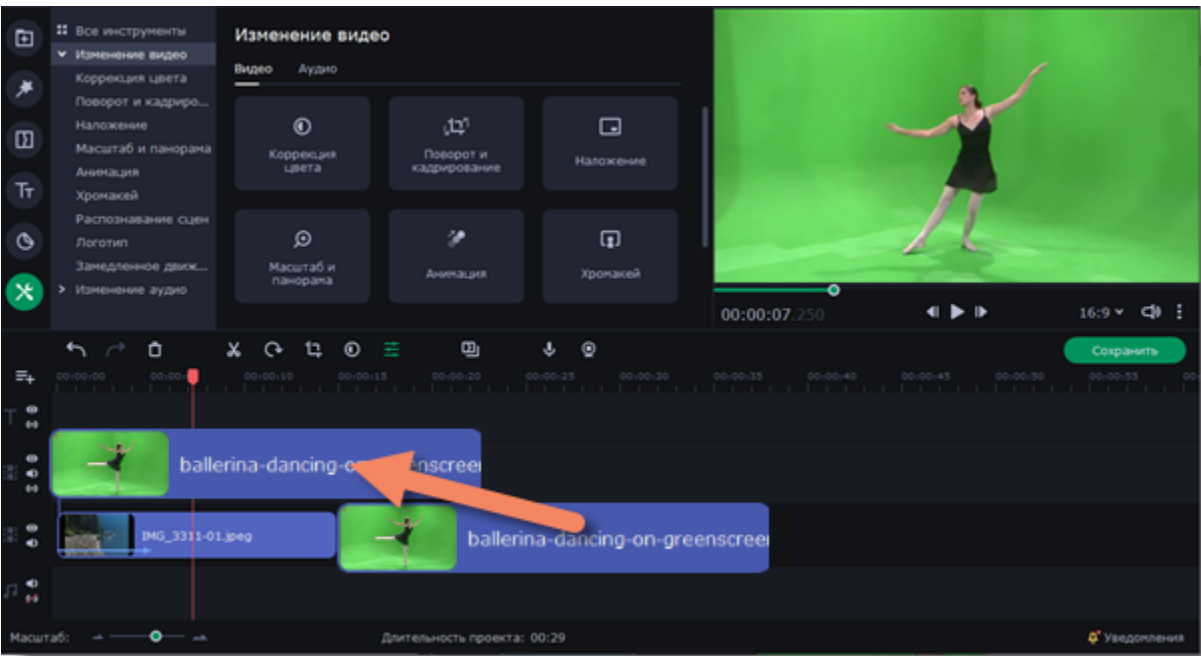 Все инструменты
Изменение видео
Коррекция цвета
Поворот и кадриро...
Наложение
Масштаб и панорама
Анимация
Хромакей
Распознавание сцен
Логотип
Замедленное движ...
Изменение аудио
Изменение видео
Видео Аудио
Коррекция
цвета
Поворот и
кадрирование
Наложение
Масштаб и
панорама
Анимация
Хромакей
00:00:07.250
16:9
Сохранить
00:00:00 00:00:10 00:00:15 00:00:20 00:00:25 00:00:30 00:00:35 00:00:40 00:00:45 00:00:50 00:00:55
ballerina-dancing-on-
IMG_3311-01.jpeg
ballerina-dancing-on-greenscreen
Масштаб:
Длительность проекта: 00:29
Уведомления